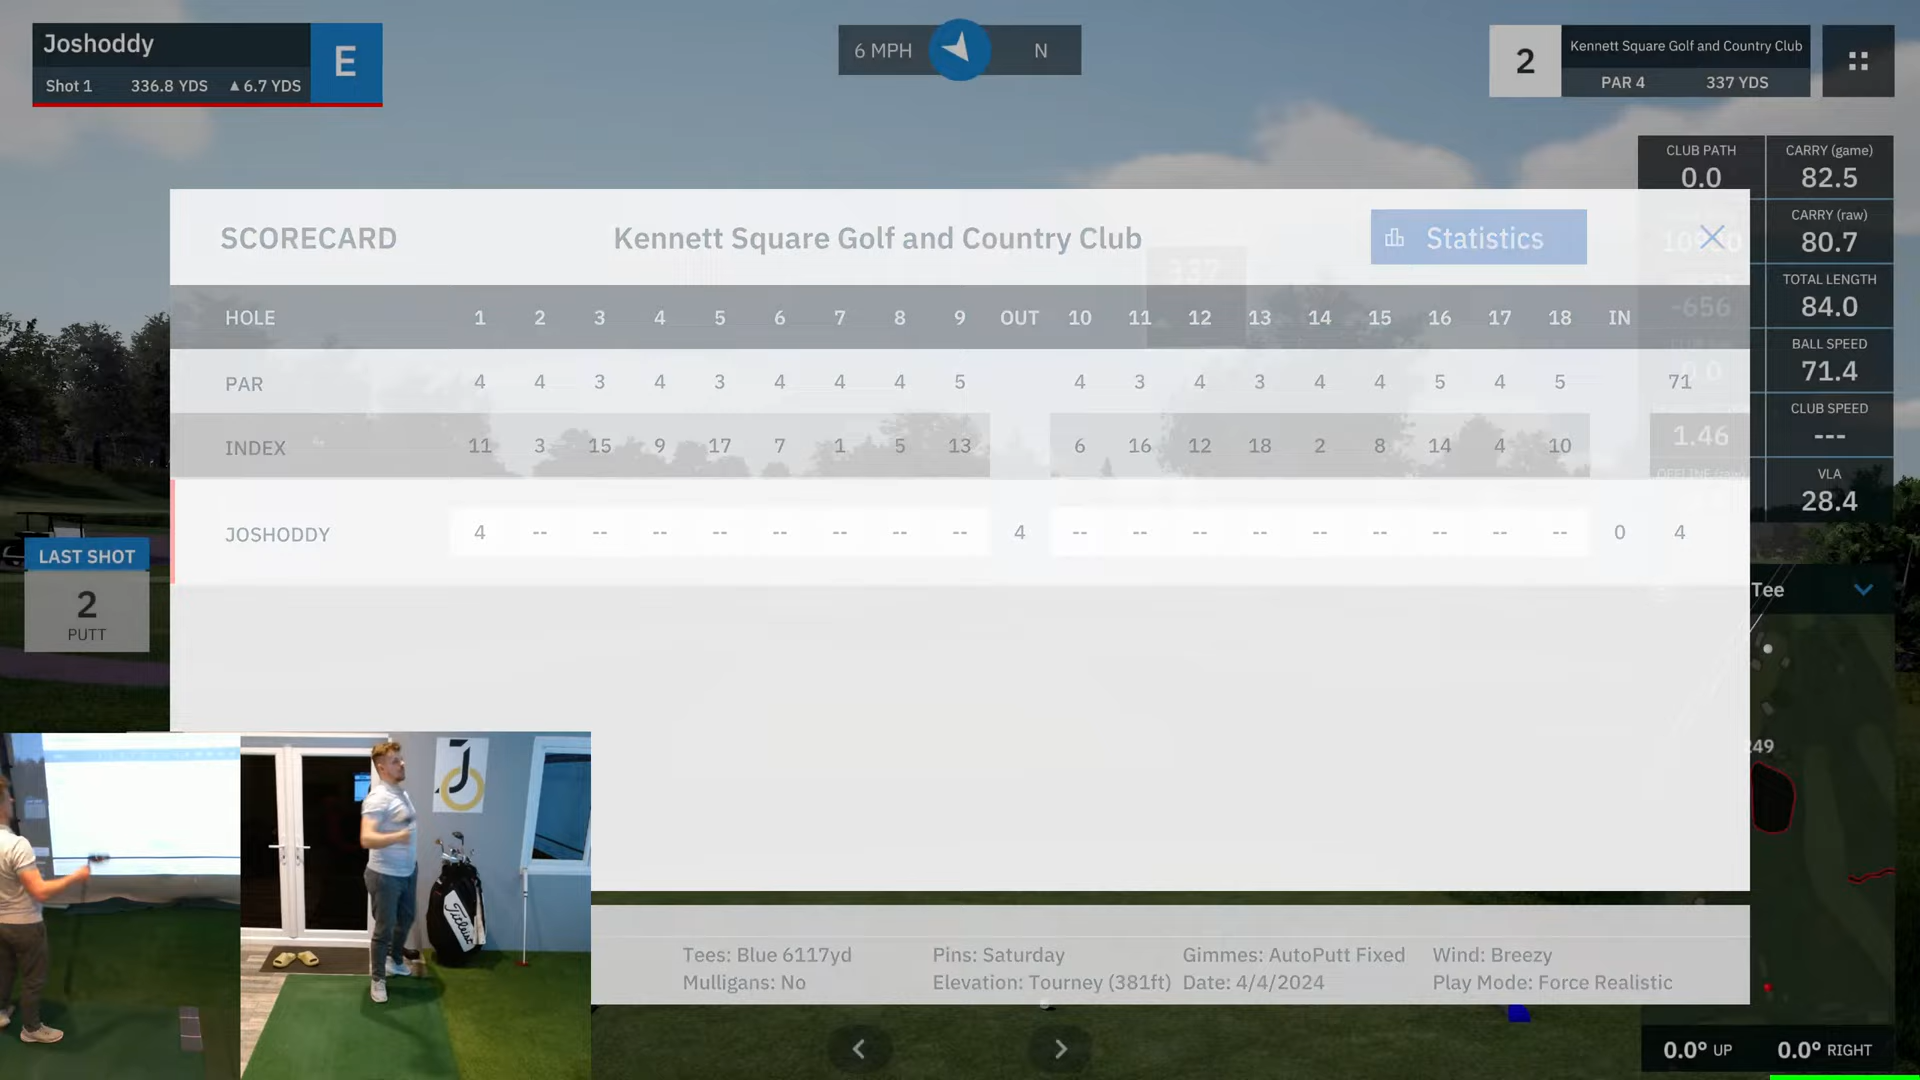 Joshoddy
E
Shot 1 336.8 YDS ▲6.7 YDS
6 MPH N
2
Kennett Square Golf and Country Club
PAR 4 337 YDS
CLUB PATH
0.0
CARRY (game)
82.5
CARRY (raw)
80.7
TOTAL LENGTH
84.0
-656
BALL SPEED
71.4
CLUB SPEED
---
1.46
VLA
28.4
SCORECARD
Kennett Square Golf and Country Club
Statistics
337
HOLE 1 2 3 4 5 6 7 8 9 OUT 10 11 12 13 14 15 16 17 18 IN
PAR 4 4 3 4 3 4 4 4 5 4 3 4 3 4 4 5 4 5 71
INDEX 11 3 15 9 17 7 1 5 13 6 16 12 18 2 8 14 4 10
JOSHODDY 4 -- -- -- -- -- -- -- -- 4 -- -- -- -- -- -- -- -- -- 0 4
LAST SHOT
2
PUTT
Tee
249
Titleist
Tees: Blue 6117yd Pins: Saturday Gimmes: AutoPutt Fixed Wind: Breezy
Mulligans: No Elevation: Tourney (381ft) Date: 4/4/2024 Play Mode: Force Realistic
0.0° UP 0.0° RIGHT